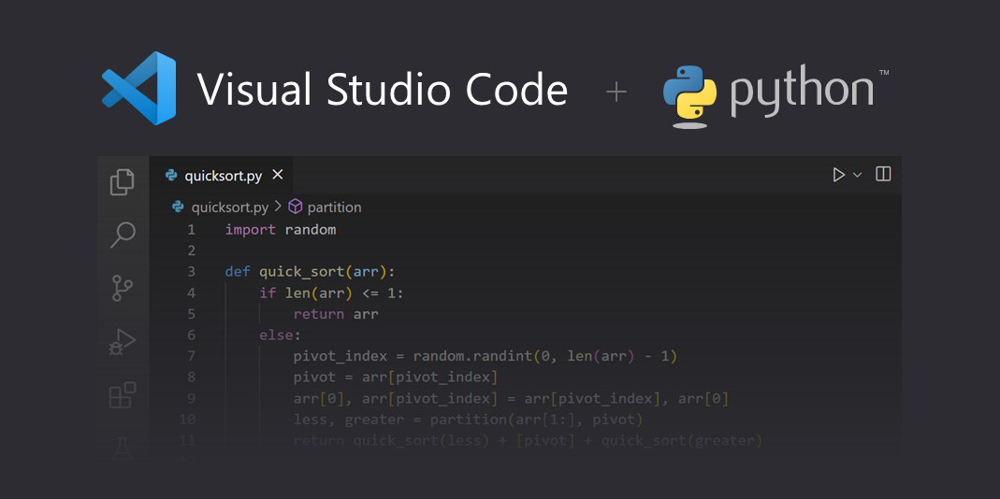 Visual Studio Code + python™
quicksort.py
quicksort.py > partition
1 import random
2
3 def quick_sort(arr):
4 if len(arr) <= 1:
5 return arr
6 else:
7 pivot_index = random.randint(0, len(arr) - 1)
8 pivot = arr[pivot_index]
9 arr[0], arr[pivot_index] = arr[pivot_index], arr[0]
10 less, greater = partition(arr[1:], pivot)
11 return quick_sort(less) + [pivot] + quick_sort(greater)
12